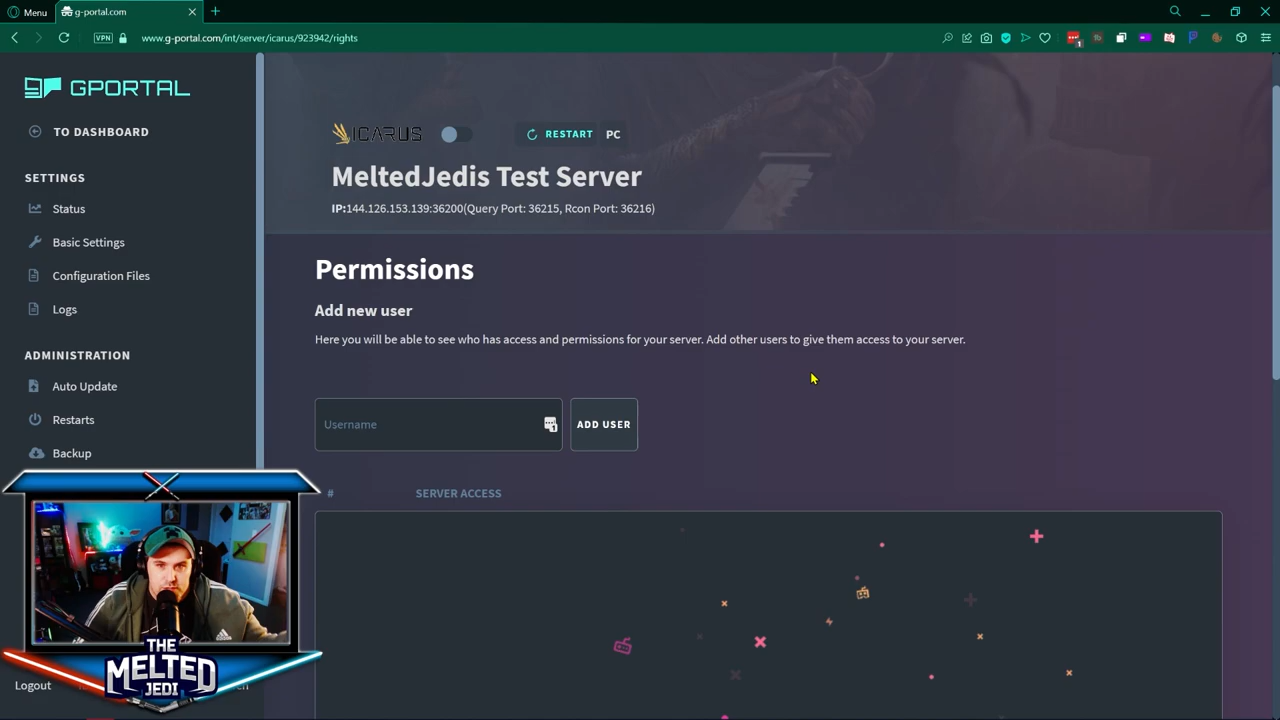 Menu
g-portal.com
VPN
www.g-portal.com/int/server/icarus/923942/rights
1
GPORTAL
TO DASHBOARD
SETTINGS
Status
Basic Settings
Configuration Files
Logs
ADMINISTRATION
Auto Update
Restarts
Backup
Logout
ICARUS
RESTART
PC
MeltedJedis Test Server
IP:144.126.153.139:36200(Query Port: 36215, Rcon Port: 36216)
Permissions
Add new user
Here you will be able to see who has access and permissions for your server. Add other users to give them access to your server.
Username
1
ADD USER
# SERVER ACCESS
THE
MELTED
JEDI